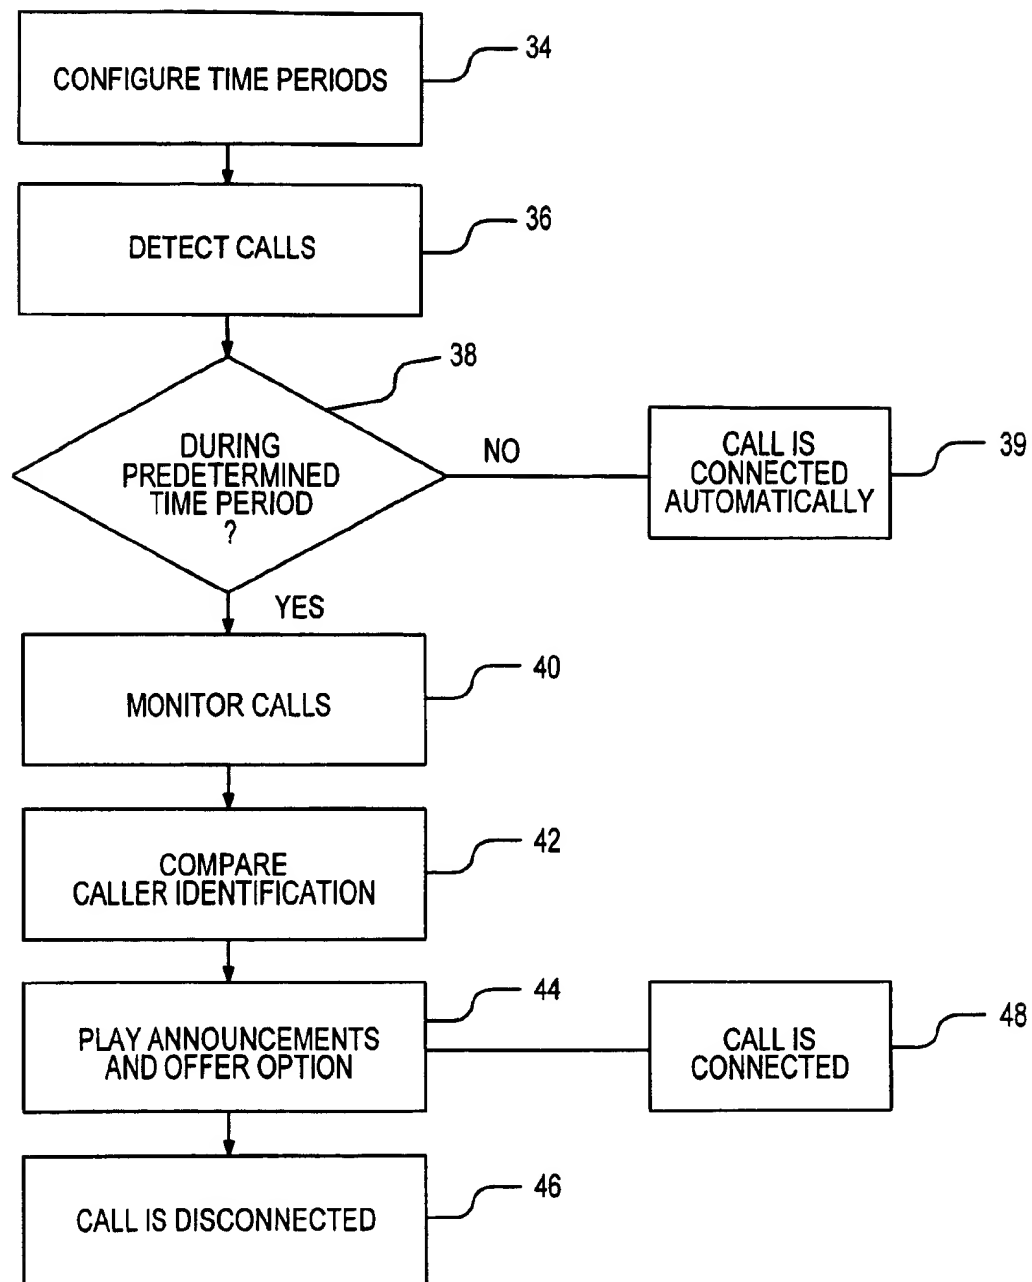 CONFIGURE TIME PERIODS
34
DETECT CALLS
36
38
DURING
PREDETERMINED
TIME PERIOD
?
NO
CALL IS
CONNECTED
AUTOMATICALLY
39
YES
MONITOR CALLS
40
COMPARE
CALLER IDENTIFICATION
42
PLAY ANNOUNCEMENTS
AND OFFER OPTION
44
CALL IS
CONNECTED
48
CALL IS DISCONNECTED
46